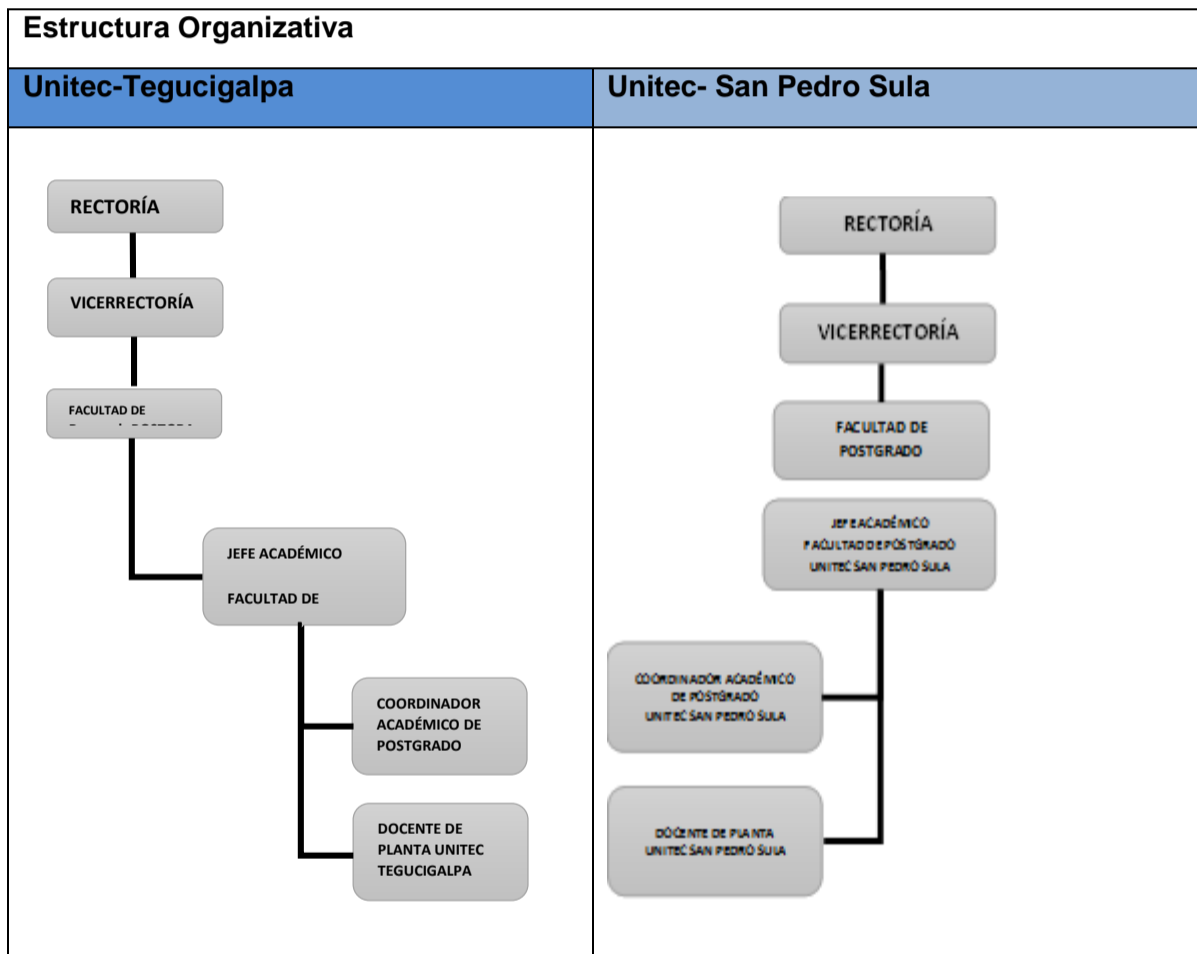 Estructura Organizativa
Unitec-Tegucigalpa
Unitec- San Pedro Sula
RECTORÍA
VICERRECTORÍA
FACULTAD DE
JEFE ACADÉMICO
FACULTAD DE
COORDINADOR
ACADÉMICO DE
POSTGRADO
DOCENTE DE
PLANTA UNITEC
TEGUCIGALPA
RECTORÍA
VICERRECTORÍA
FACULTAD DE
POSTGRADO
JEFE ACADÉMICO
FACULTAD DE POSTGRADO
UNITEC SAN PEDRO SULA
COORDINADOR ACADÉMICO
DE POSTGRADO
UNITEC SAN PEDRO SULA
DOCENTE DE PLANTA
UNITEC SAN PEDRO SULA